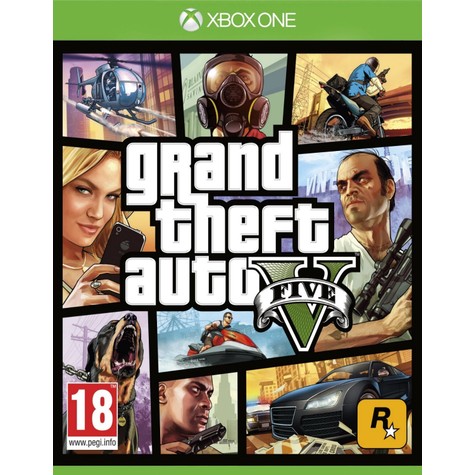 XBOX ONE
grand
theft
auto
V
FIVE
18
www.pegi.info
R